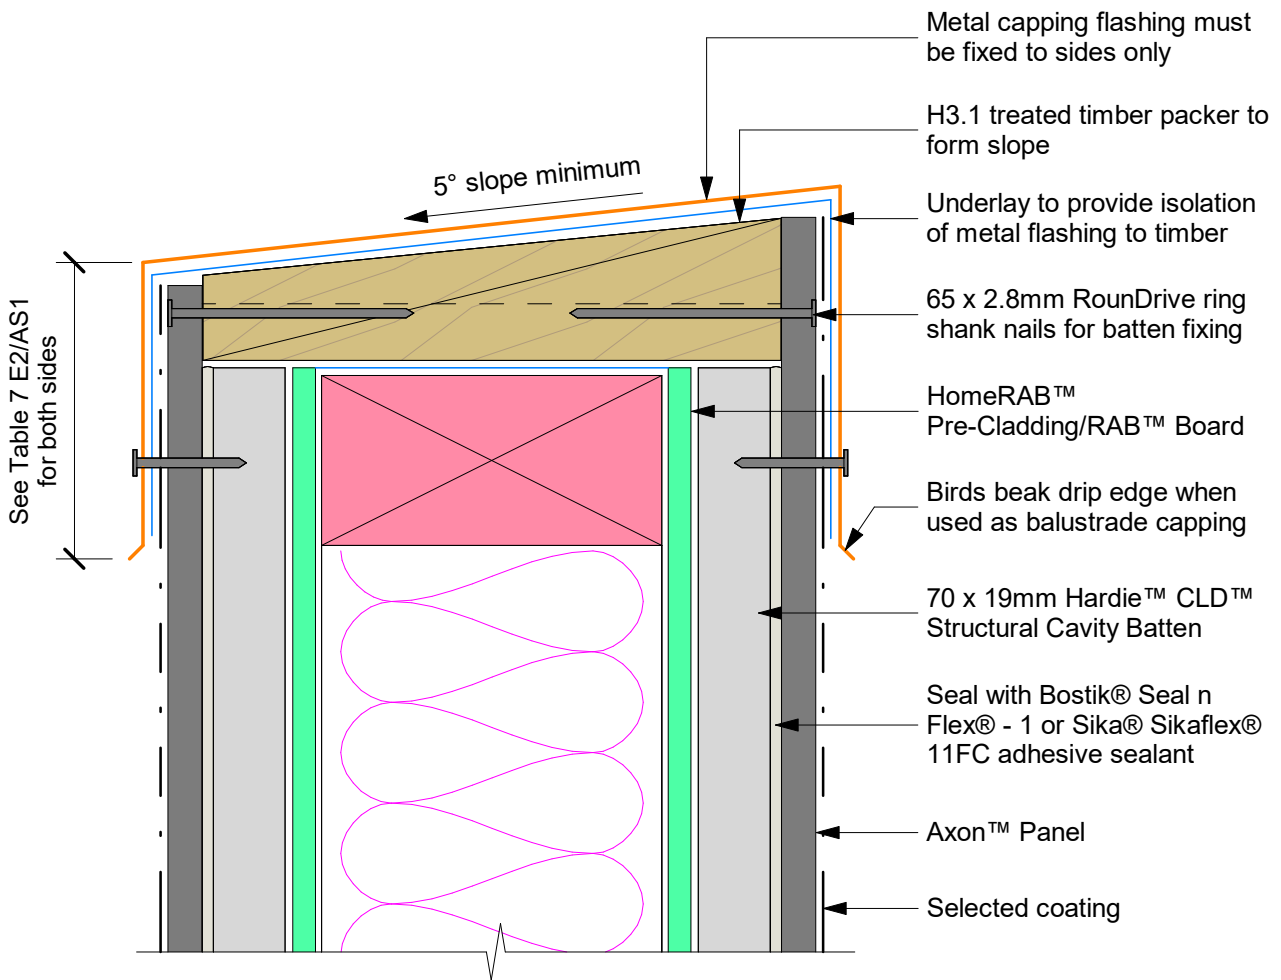 Metal capping flashing must
be fixed to sides only
H3.1 treated timber packer to
form slope
5° slope minimum
Underlay to provide isolation
of metal flashing to timber
65 x 2.8mm RounDrive ring
shank nails for batten fixing
See Table 7 E2/AS1
for both sides
HomeRAB™
Pre-Cladding/RAB™ Board
Birds beak drip edge when
used as balustrade capping
70 x 19mm Hardie™ CLD™
Structural Cavity Batten
Seal with Bostik® Seal n
Flex® - 1 or Sika® Sikaflex®
11FC adhesive sealant
Axon™ Panel
Selected coating